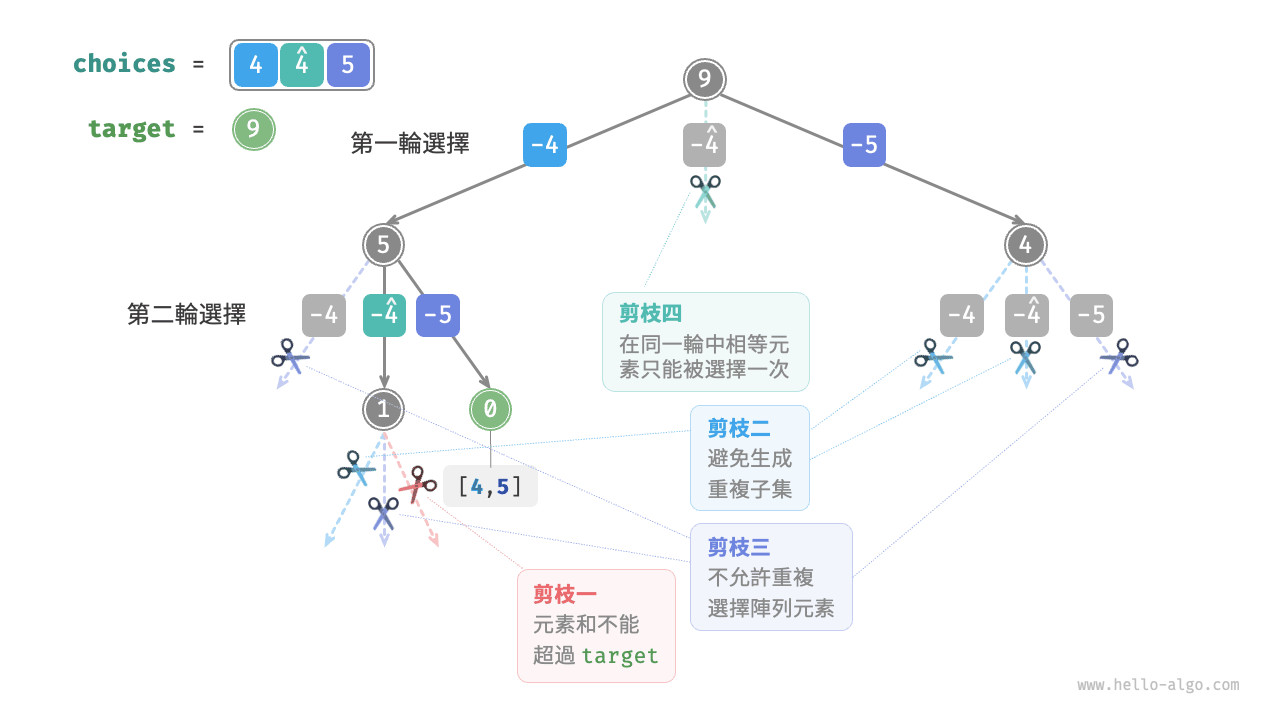 choices = 4 4̂ 5
target = 9
9
第一輪選擇
-4 -4̂ -5
5 4
第二輪選擇
-4 -4̂ -5
-4 -4̂ -5
剪枝四
在同一輪中相等元
素只能被選擇一次
1 0
[4,5]
剪枝二
避免生成
重複子集
剪枝三
不允許重複
選擇陣列元素
剪枝一
元素和不能
超過 target
www.hello-algo.com